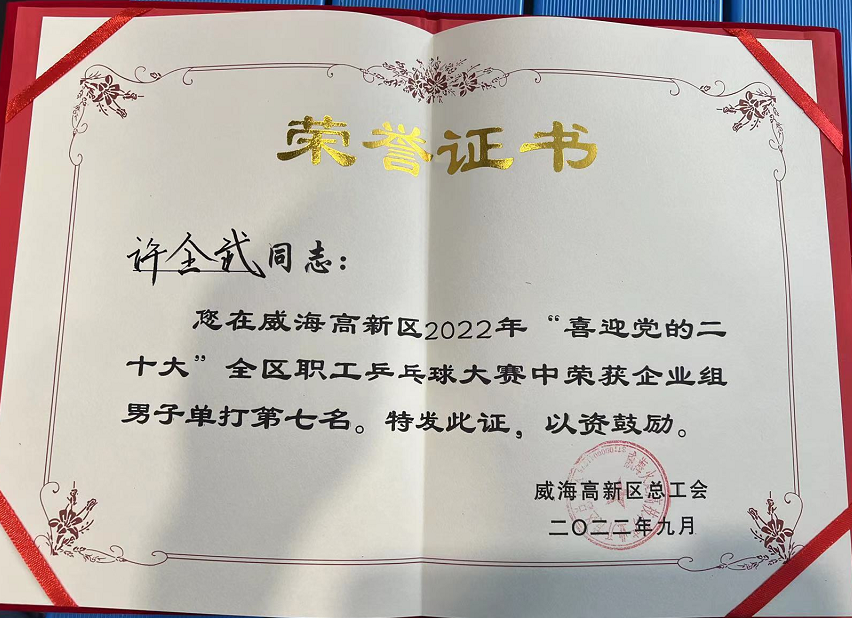 荣誉证书
许全武同志：
您在威海高新区2022年“喜迎党的二
十大”全区职工乒乓球大赛中荣获企业组
男子单打第七名。特发此证，以资鼓励。
威海高新区总工会
二〇二二年九月